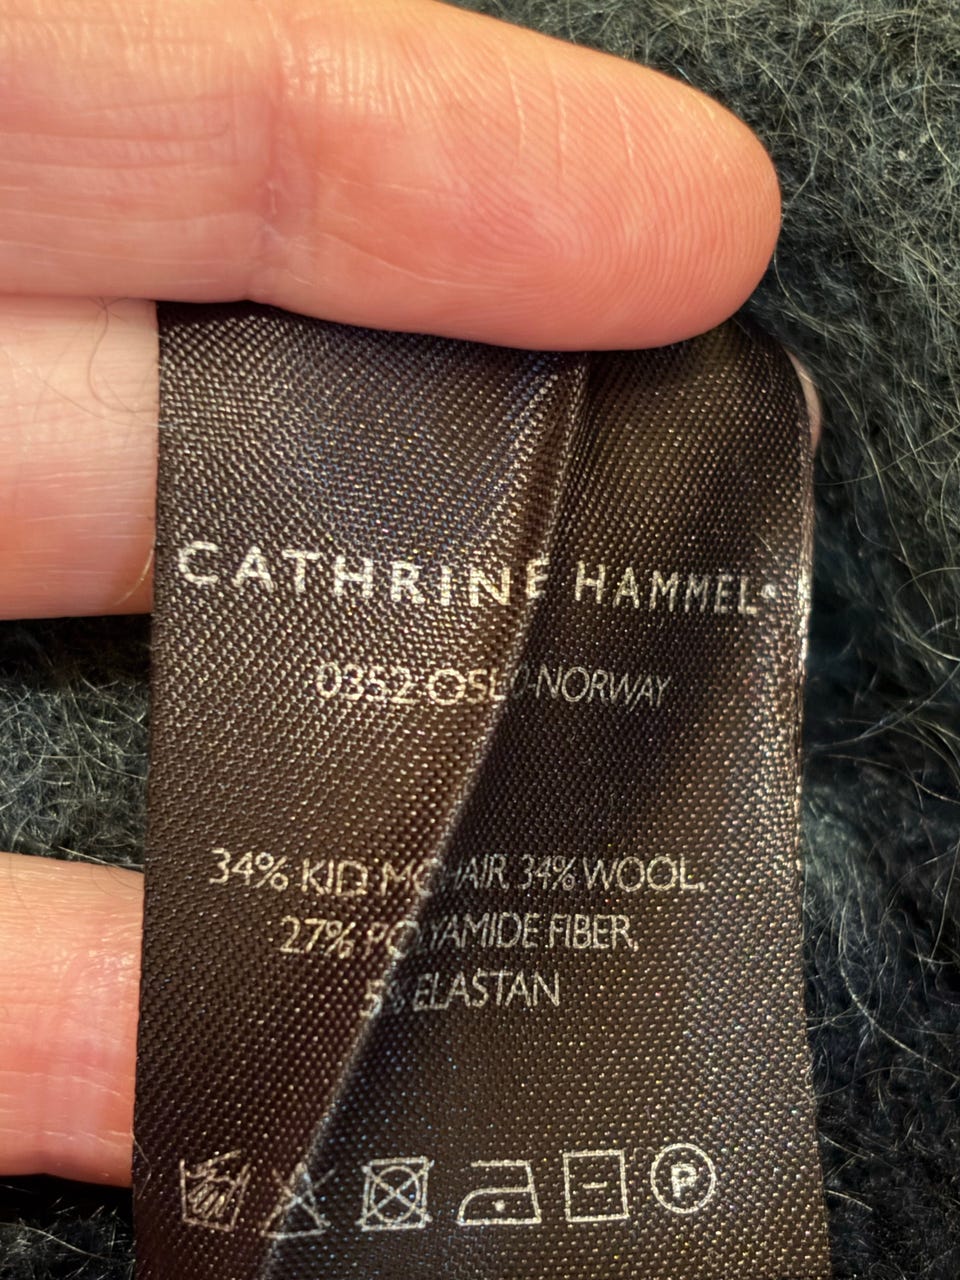 CATHRINE HAMMEL®
0352-OSLO-NORWAY
34% KID MOHAIR 34% WOOL,
27% POLYAMIDE FIBER,
5% ELASTAN
P